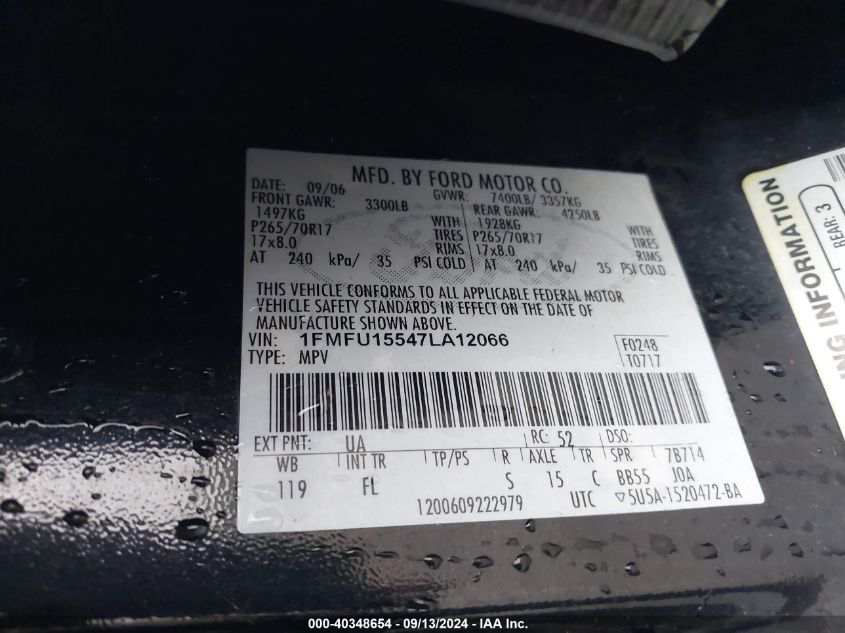 MFD. BY FORD MOTOR CO.
DATE: 09/06 GVWR: 7400LB/ 3357KG
FRONT GAWR: 3300LB REAR GAWR: 4250LB
1497KG WITH 1928KG WITH
P265/70R17 TIRES P265/70R17 TIRES
17x8.0 RIMS 17x8.0 RIMS
AT 240 kPa/ 35 PSI COLD AT 240 kPa/ 35 PSI COLD
THIS VEHICLE CONFORMS TO ALL APPLICABLE FEDERAL MOTOR
VEHICLE SAFETY STANDARDS IN EFFECT ON THE DATE OF
MANUFACTURE SHOWN ABOVE.
VIN: 1FMFU15547LA12066 F0248
TYPE: MPV T0717
EXT PNT: UA RC: 52 DSO:
WB INT TR TP/PS R AXLE TR SPR 7B714
119 FL S 15 C BB55 J0A
1200609222979 UTC ▽5U5A-1520472-BA
NG INFORMATION
REAR: 3
000-40348654 - 09/13/2024 - IAAI.com